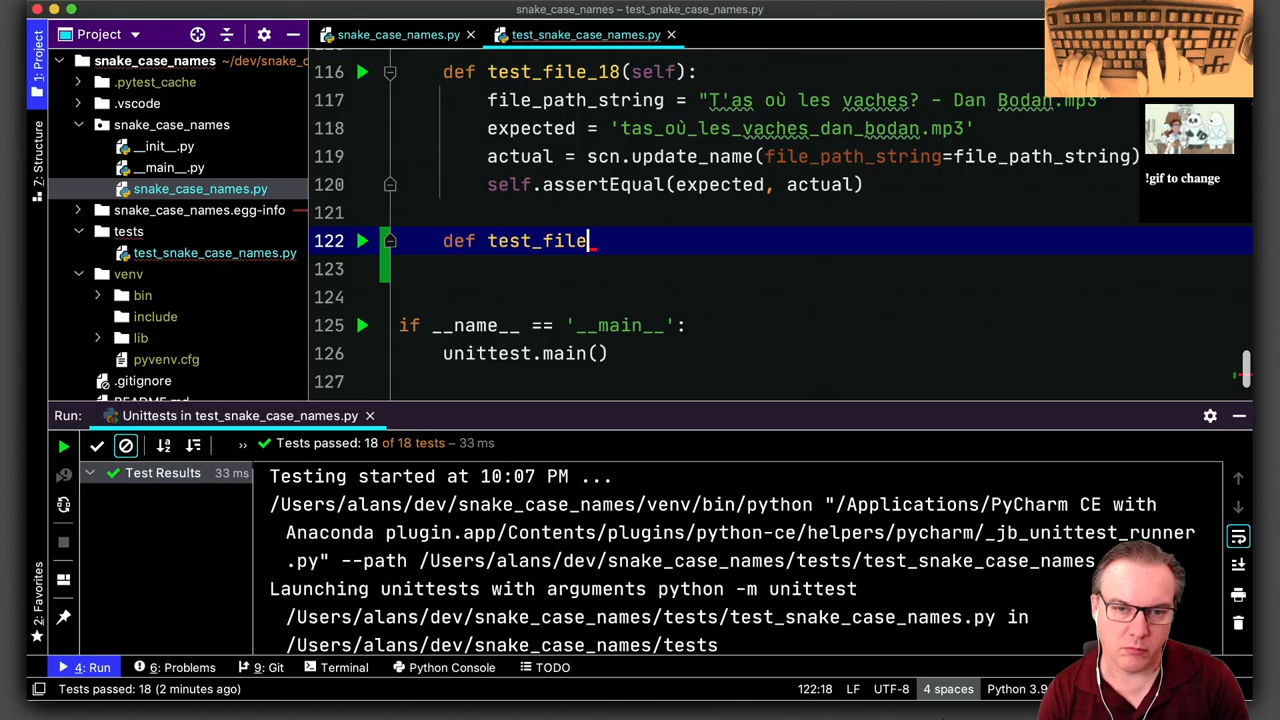 snake_case_names – test_snake_case_names.py
Project
snake_case_names.py
test_snake_case_names.py
1: Project
7: Structure
2: Favorites
snake_case_names ~/dev/snake_c
.pytest_cache
.vscode
snake_case_names
__init__.py
__main__.py
snake_case_names.py
snake_case_names.egg-info
tests
test_snake_case_names.py
venv
bin
include
lib
pyvenv.cfg
.gitignore
116 def test_file_18(self):
117 file_path_string = "T'as où les vaches? - Dan Bodan.mp3"
118 expected = 'tas_où_les_vaches_dan_bodan.mp3'
119 actual = scn.update_name(file_path_string=file_path_string)
120 self.assertEqual(expected, actual)
121
122 def test_file
123
124
125 if __name__ == '__main__':
126 unittest.main()
127
!gif to change
Run: Unittests in test_snake_case_names.py
» Tests passed: 18 of 18 tests – 33 ms
Test Results 33 ms
Testing started at 10:07 PM ...
/Users/alans/dev/snake_case_names/venv/bin/python "/Applications/PyCharm CE with
Anaconda plugin.app/Contents/plugins/python-ce/helpers/pycharm/_jb_unittest_runner
.py" --path /Users/alans/dev/snake_case_names/tests/test_snake_case_names
Launching unittests with arguments python -m unittest
/Users/alans/dev/snake_case_names/tests/test_snake_case_names.py in
/Users/alans/dev/snake_case_names/tests
4: Run
6: Problems
9: Git
Terminal
Python Console
TODO
Tests passed: 18 (2 minutes ago)
122:18 LF UTF-8 4 spaces Python 3.9